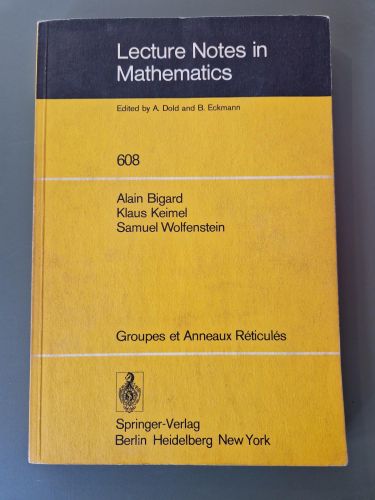 Lecture Notes in
Mathematics
Edited by A. Dold and B. Eckmann
608
Alain Bigard
Klaus Keimel
Samuel Wolfenstein
Groupes et Anneaux Réticulés
Springer-Verlag
Berlin Heidelberg New York